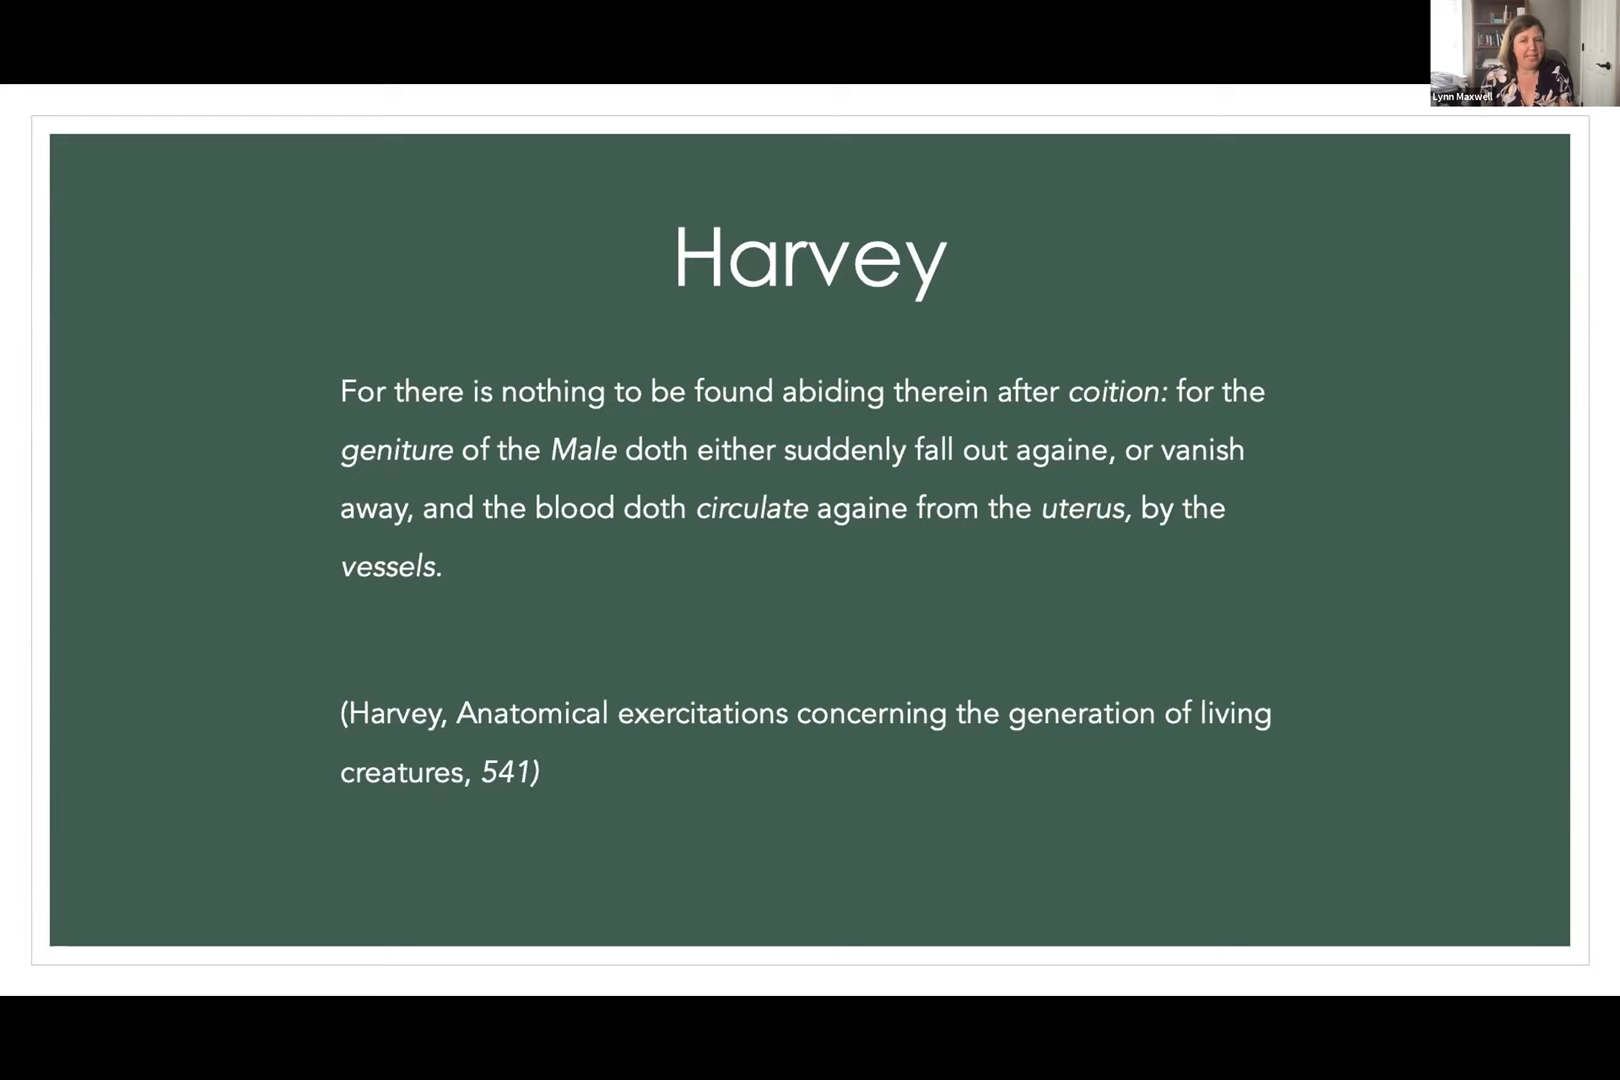 Lynn Maxwell
Harvey
For there is nothing to be found abiding therein after coition: for the
geniture of the Male doth either suddenly fall out againe, or vanish
away, and the blood doth circulate againe from the uterus, by the
vessels.
(Harvey, Anatomical exercitations concerning the generation of living
creatures, 541)